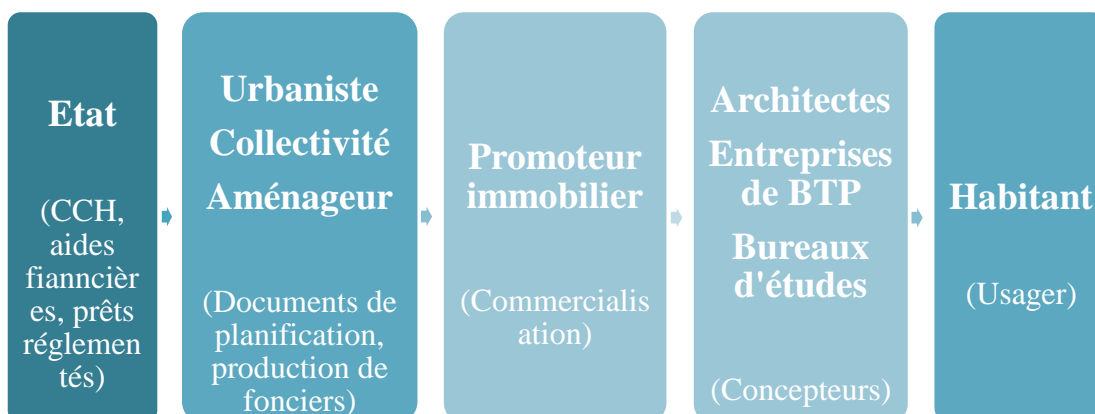 Etat
(CCH,
aides
fianncièr
es, prêts
réglemen
tés)
Urbaniste
Collectivité
Aménageur
(Documents de
planification,
production de
fonciers)
Promoteur
immobilier
(Commercialis
ation)
Architectes
Entreprises
de BTP
Bureaux
d'études
(Concepteurs)
Habitant
(Usager)